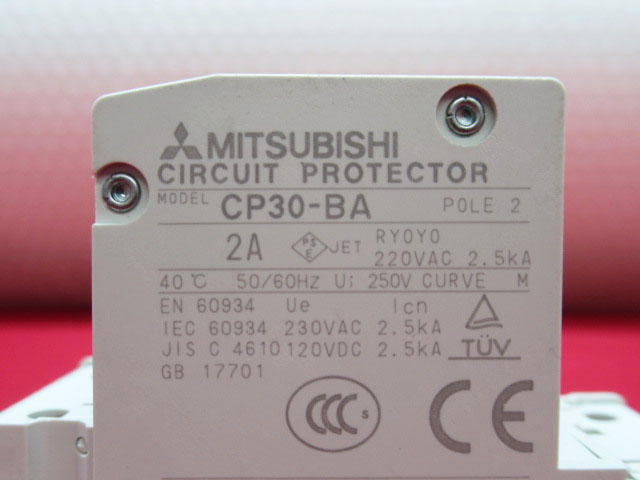 MITSUBISHI
CIRCUIT PROTECTOR
MODEL CP30-BA POLE 2
2A PS E JET RYOYO
220VAC 2.5kA
40℃ 50/60Hz Ui 250V CURVE M
EN 60934 Ue Icn
IEC 60934 230VAC 2.5kA
JIS C 4610 120VDC 2.5kA TÜV
GB 17701
CCC S CE